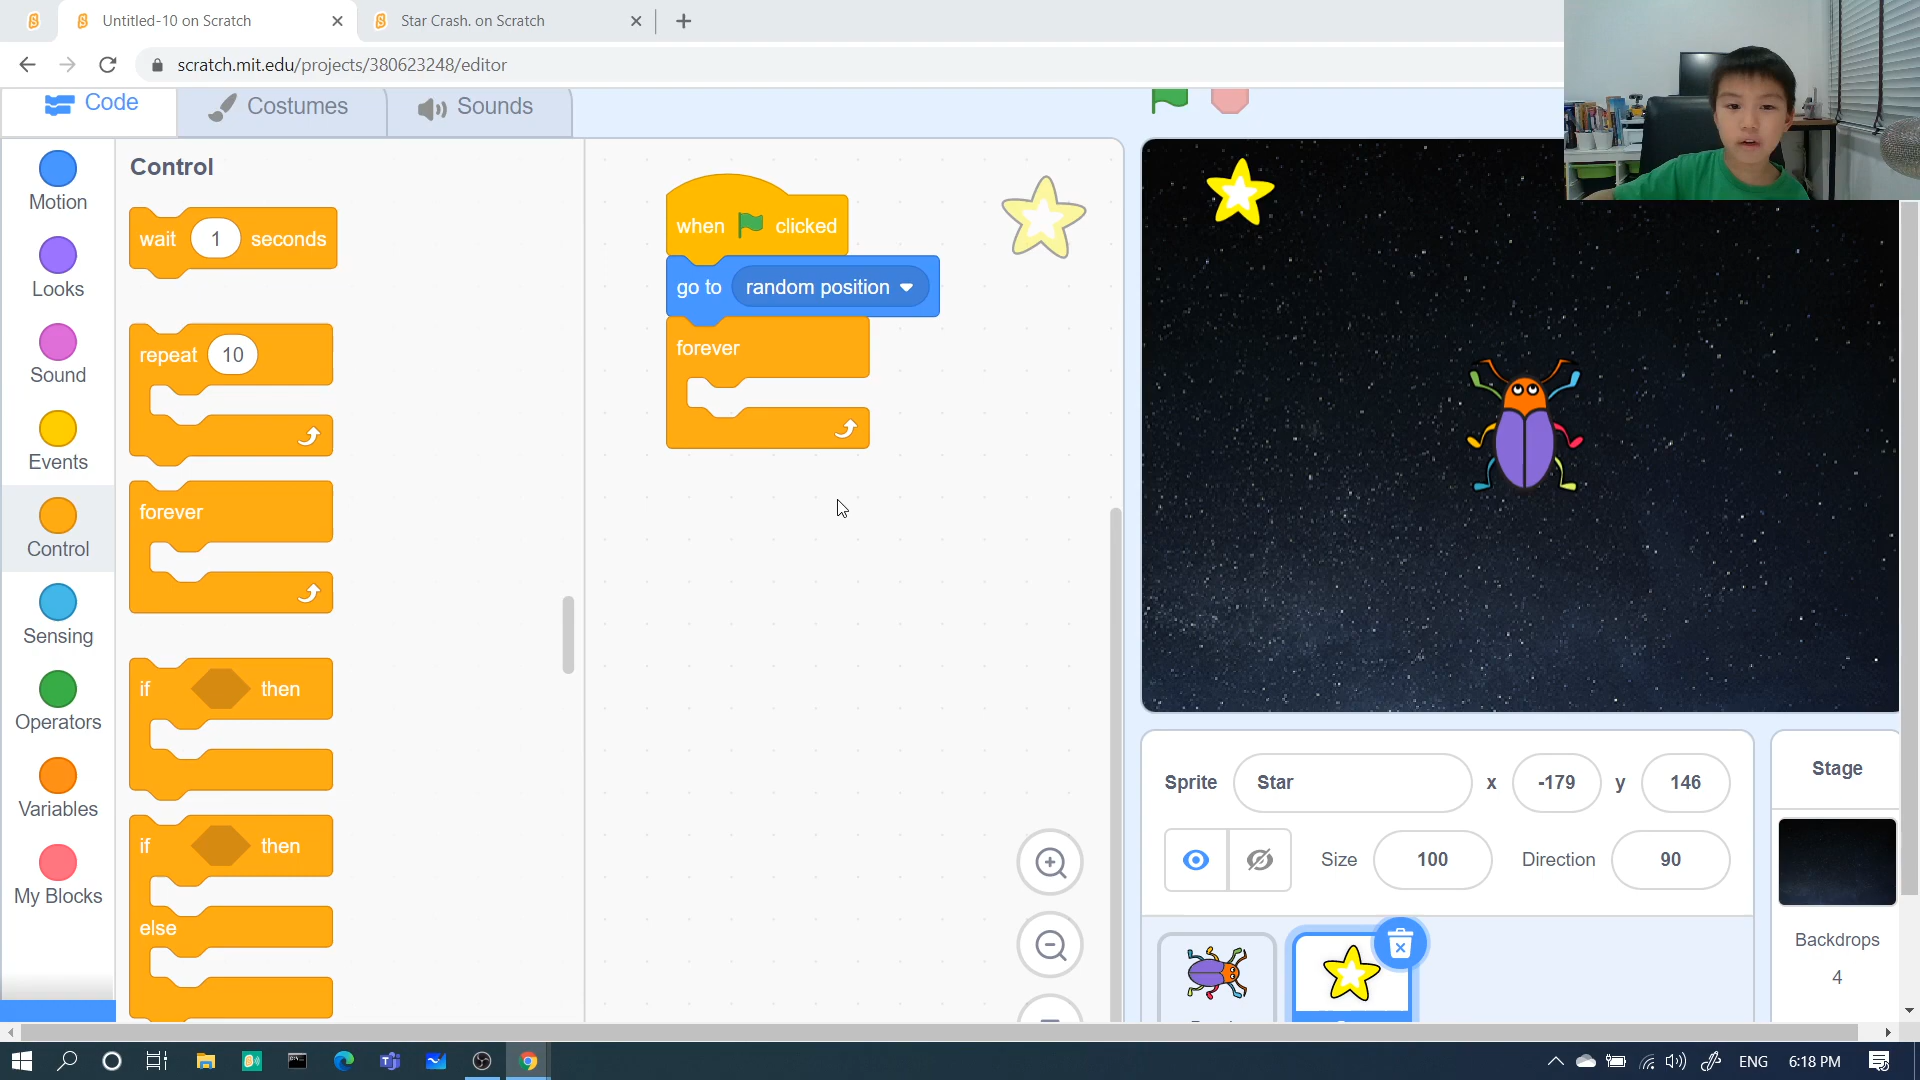 Untitled-10 on Scratch
Star Crash. on Scratch
scratch.mit.edu/projects/380623248/editor
Code
Costumes
Sounds
Motion
Looks
Sound
Events
Control
Sensing
Operators
Variables
My Blocks
Control
wait 1 seconds
repeat 10
forever
if then
if then
else
when clicked
go to random position
forever
Sprite Star x -179 y 146
Size 100 Direction 90
Stage
Backdrops
4
ENG 6:18 PM